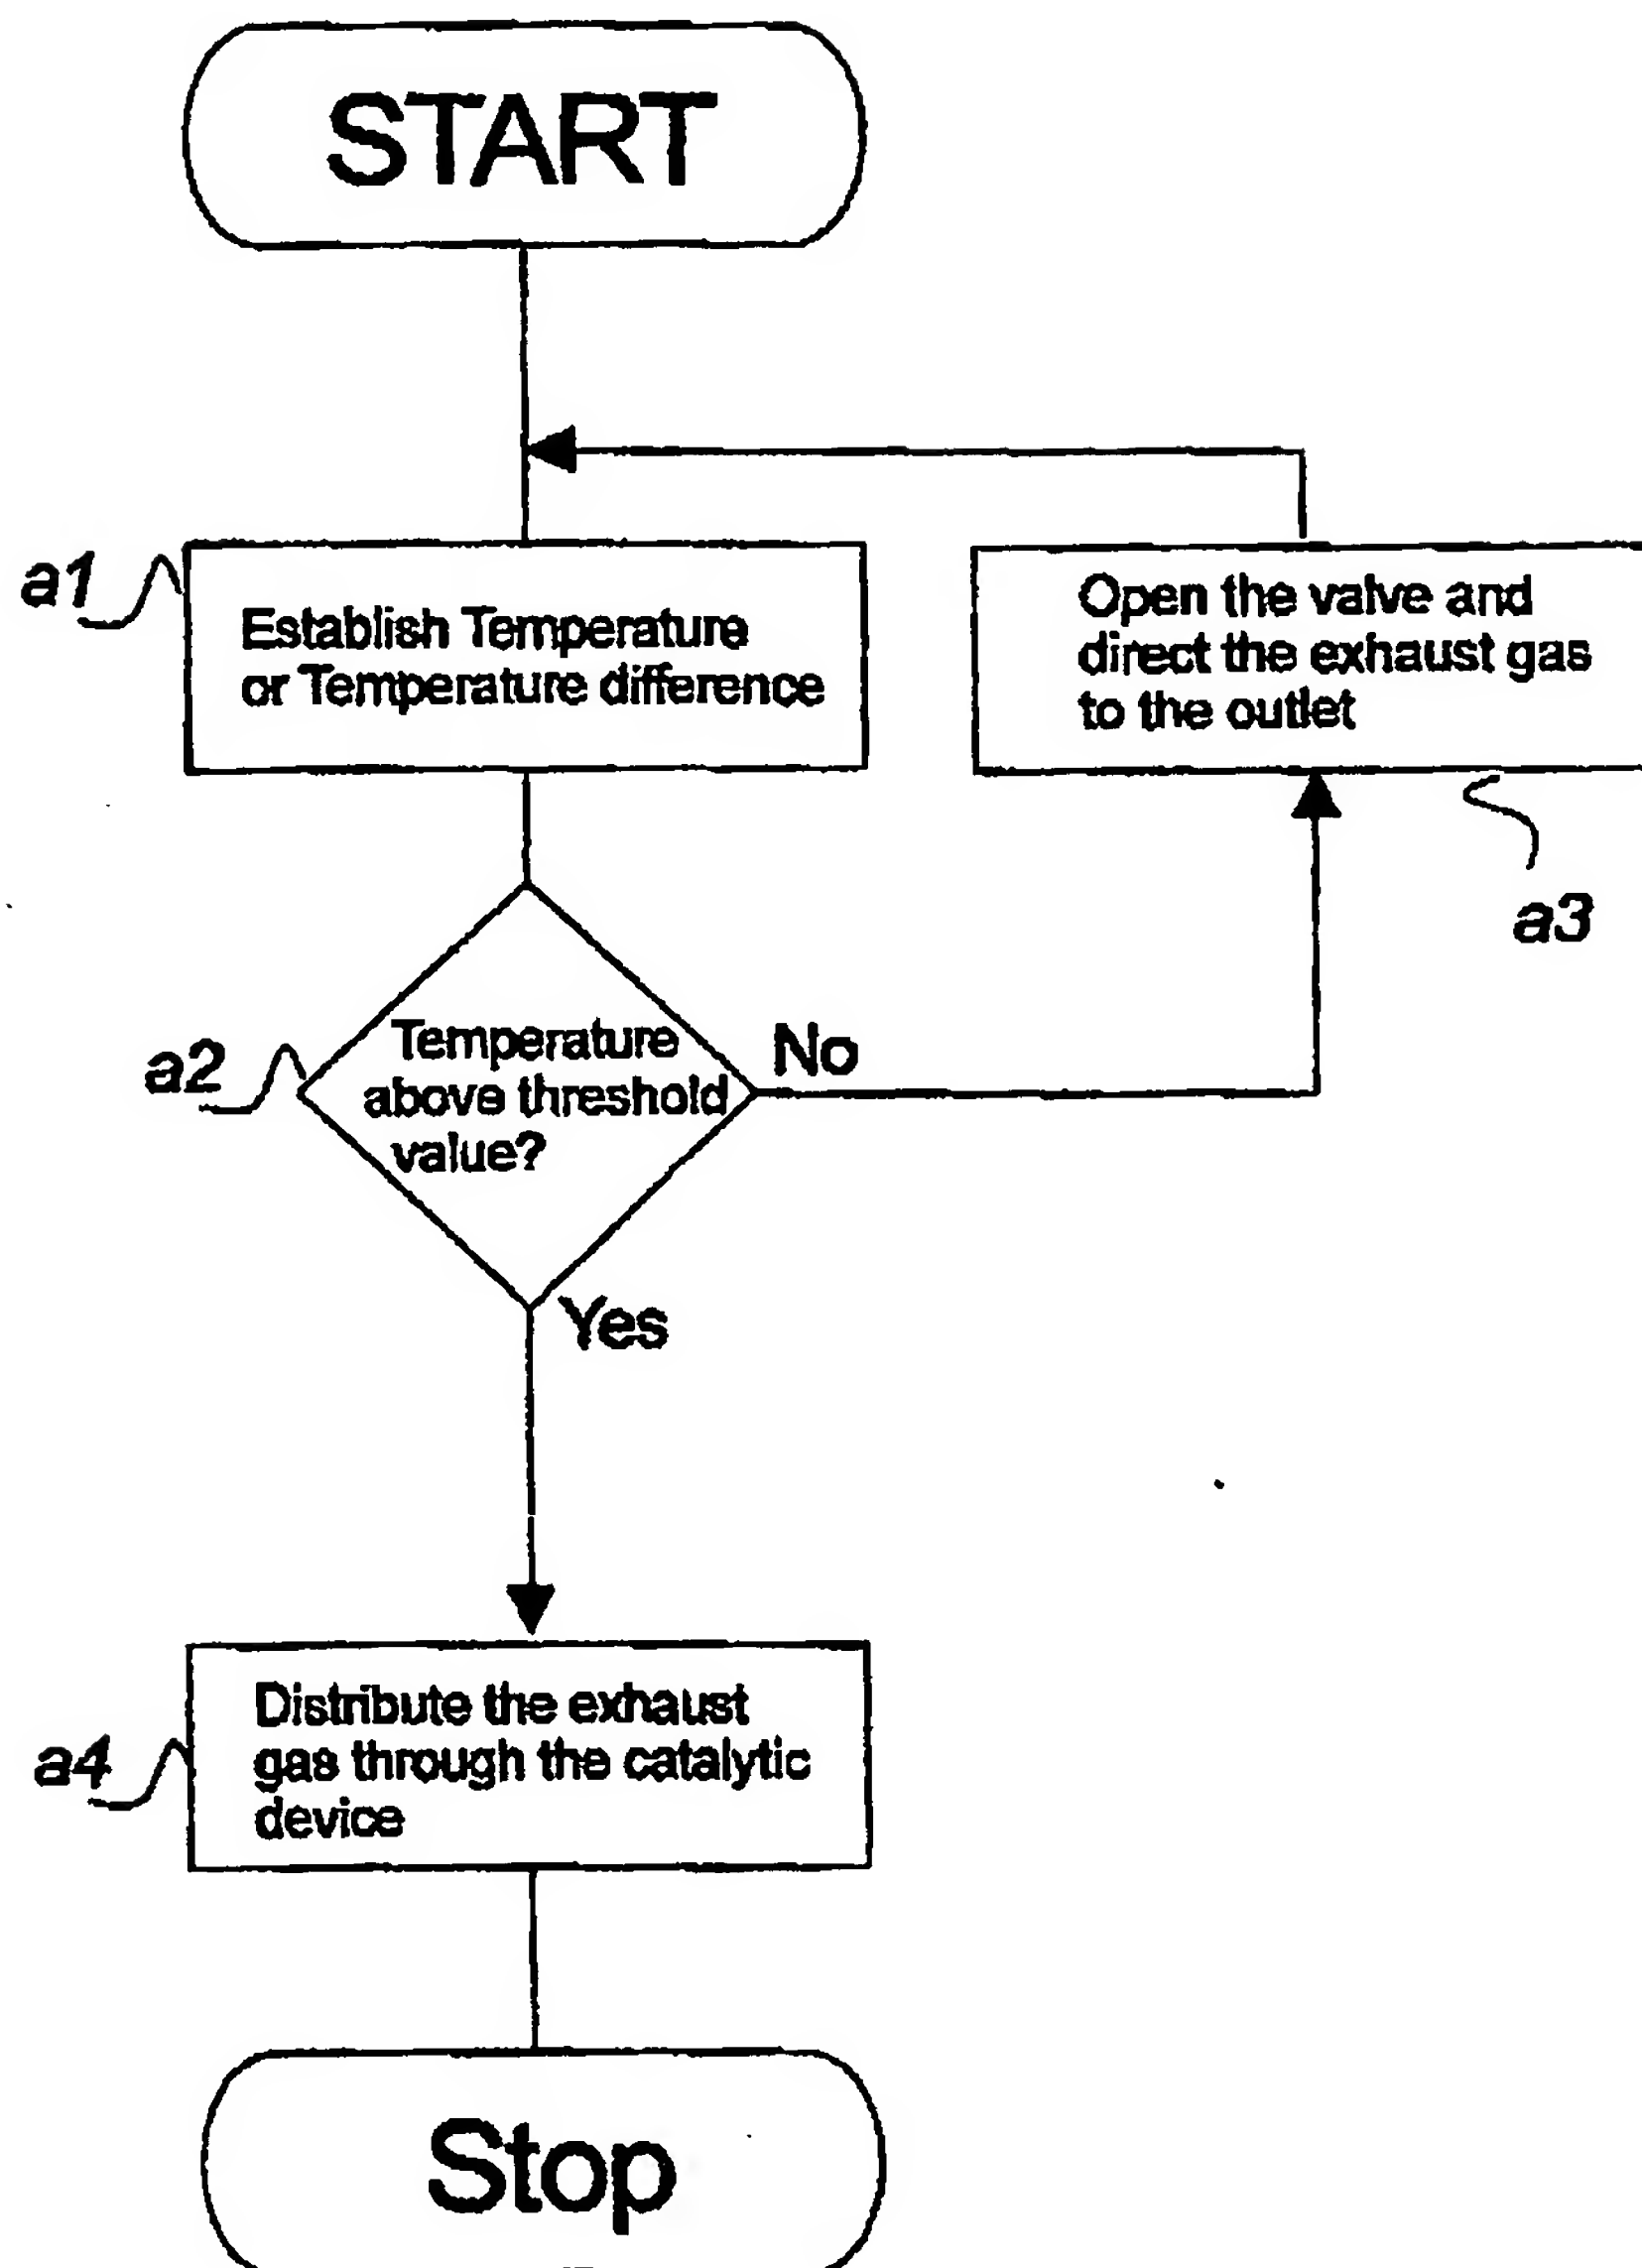 START
a1
Establish Temperature
or Temperature difference
Open the valve and
direct the exhaust gas
to the outlet
a3
a2
Temperature
above threshold
value?
No
Yes
a4
Distribute the exhaust
gas through the catalytic
device
Stop